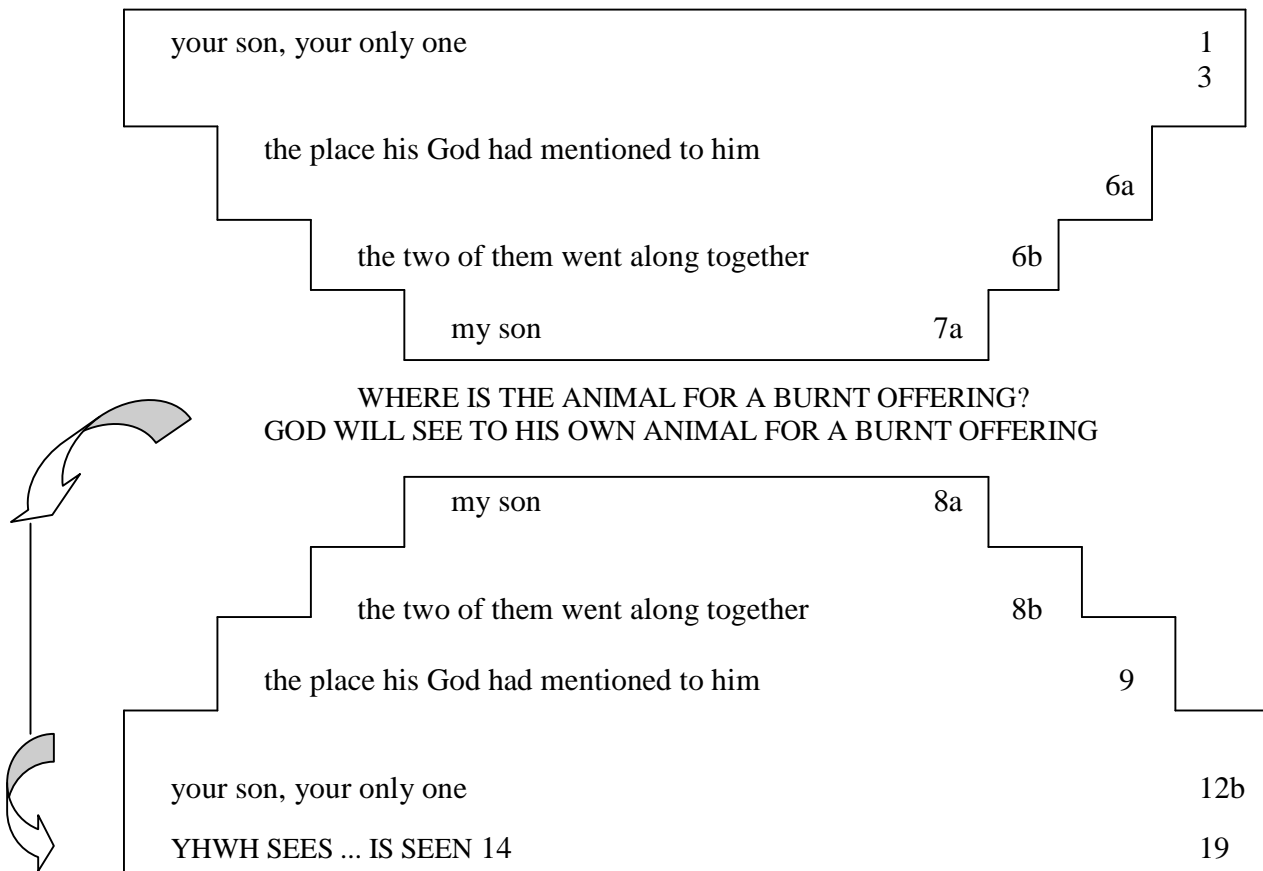 your son, your only one 1
3
the place his God had mentioned to him
6a
the two of them went along together 6b
my son 7a
WHERE IS THE ANIMAL FOR A BURNT OFFERING?
GOD WILL SEE TO HIS OWN ANIMAL FOR A BURNT OFFERING
my son 8a
the two of them went along together 8b
the place his God had mentioned to him 9
your son, your only one 12b
YHWH SEES ... IS SEEN 14 19